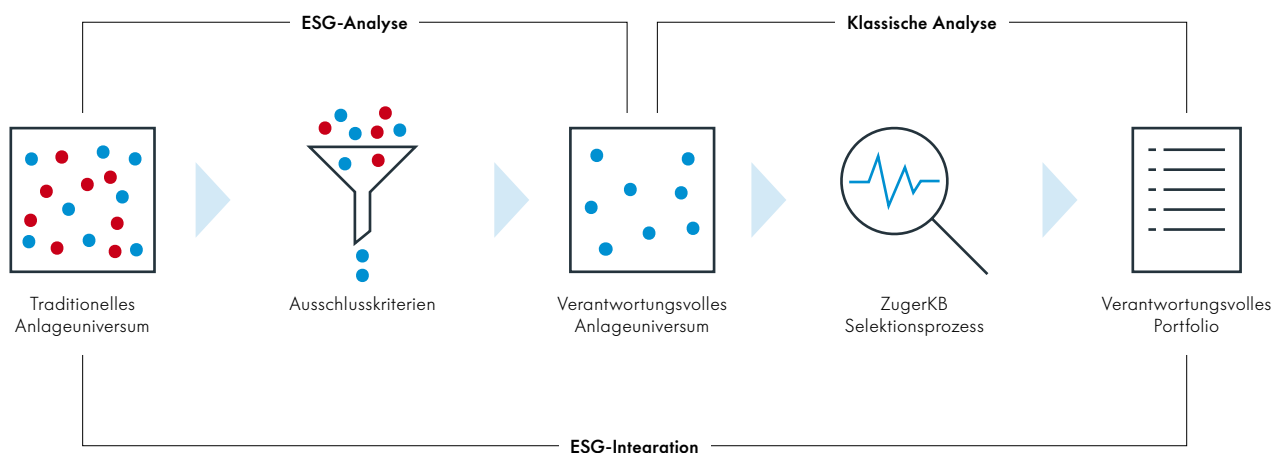 ESG-Analyse
Klassische Analyse
Traditionelles
Anlageuniversum
Ausschlusskriterien
Verantwortungsvolles
Anlageuniversum
ZugerKB
Selektionsprozess
Verantwortungsvolles
Portfolio
ESG-Integration